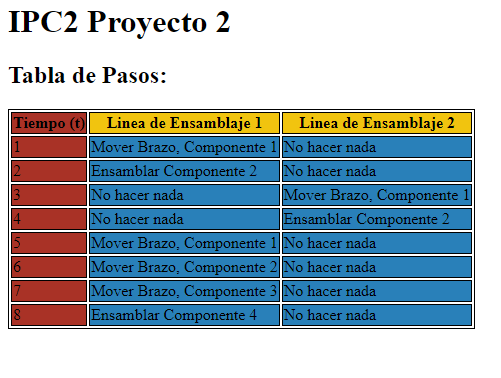 IPC2 Proyecto 2
Tabla de Pasos:
Tiempo (t) Linea de Ensamblaje 1 Linea de Ensamblaje 2
1 Mover Brazo, Componente 1 No hacer nada
2 Ensamblar Componente 2 No hacer nada
3 No hacer nada Mover Brazo, Componente 1
4 No hacer nada Ensamblar Componente 2
5 Mover Brazo, Componente 1 No hacer nada
6 Mover Brazo, Componente 2 No hacer nada
7 Mover Brazo, Componente 3 No hacer nada
8 Ensamblar Componente 4 No hacer nada